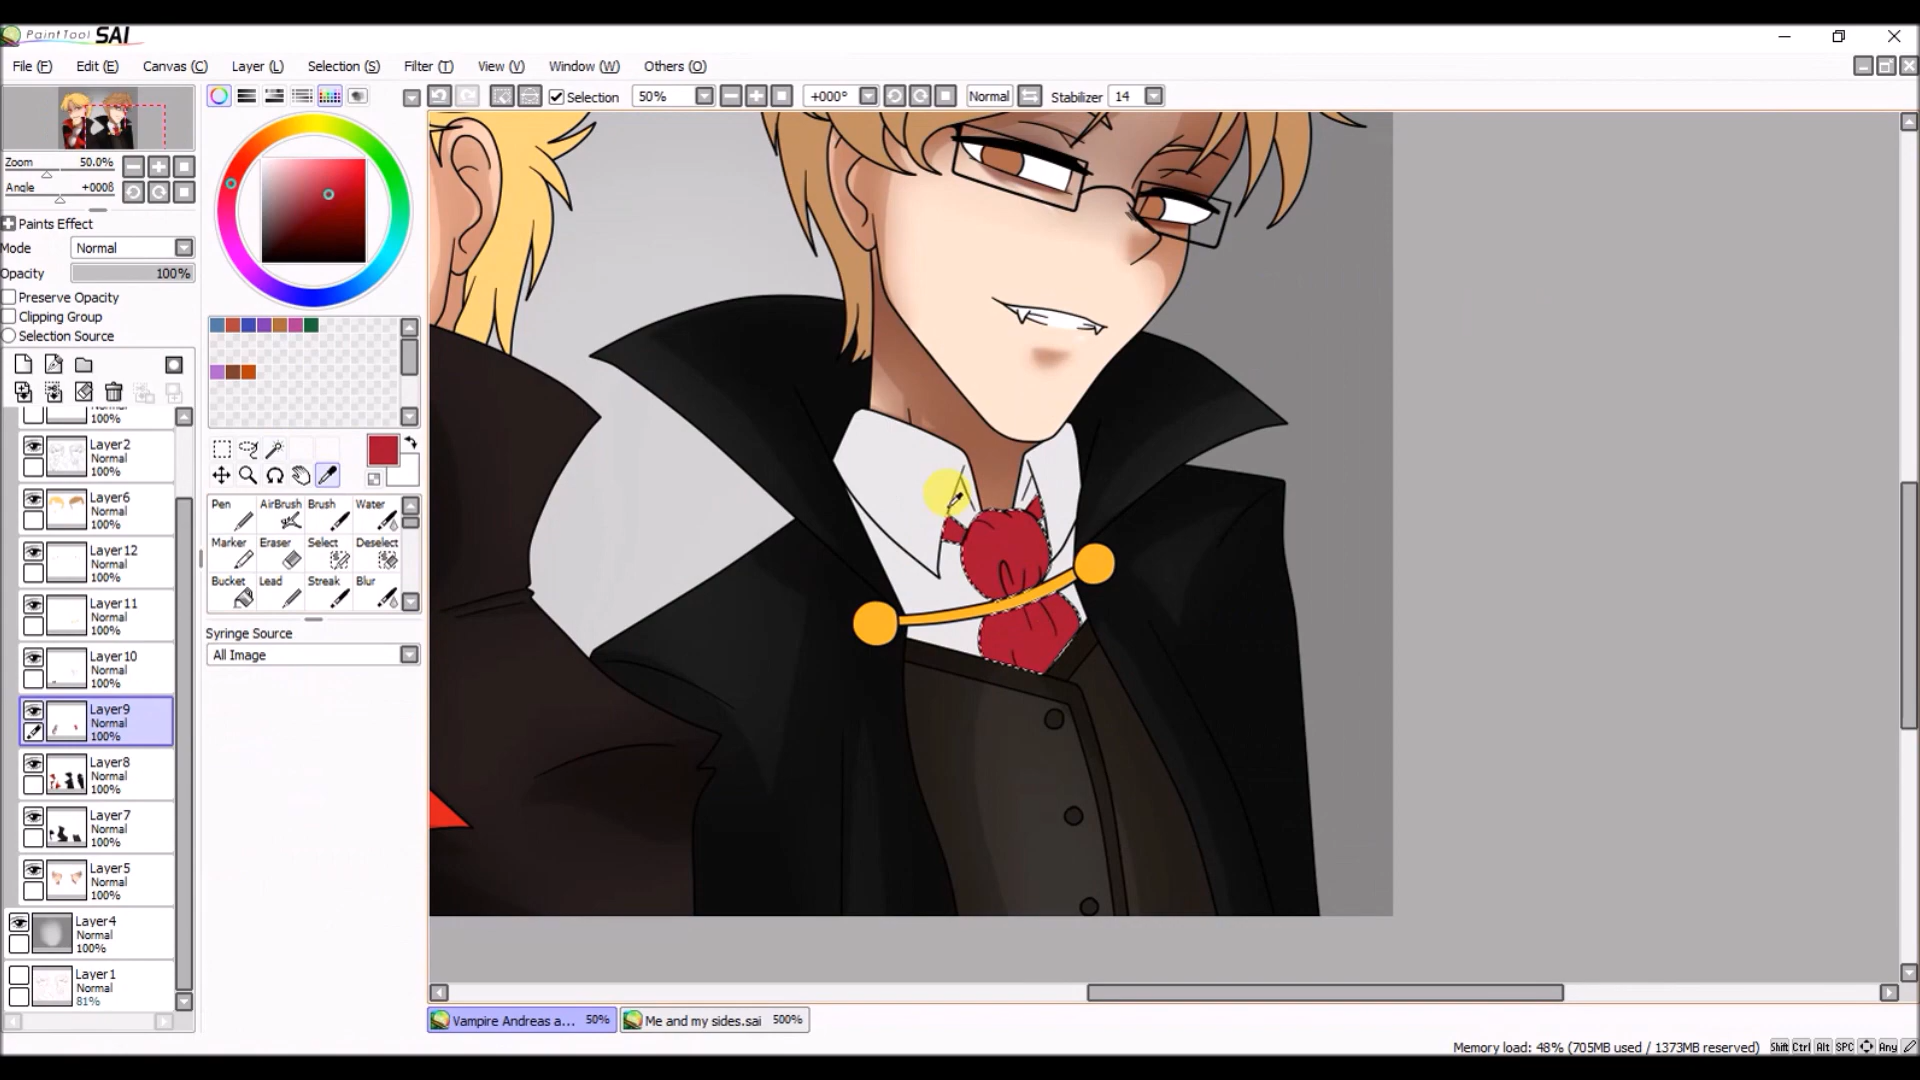 PaintTool SAI
File (F) Edit (E) Canvas (C) Layer (L) Selection (S) Filter (T) View (V) Window (W) Others (O)
Selection 50% +000° Normal Stabilizer 14
Zoom 50.0%
Angle +000ß
Paints Effect
Mode Normal
Opacity 100%
Preserve Opacity
Clipping Group
Selection Source
Normal
100%
Layer2
Normal
100%
Layer6
Normal
100%
Layer12
Normal
100%
Layer11
Normal
100%
Layer10
Normal
100%
Layer9
Normal
100%
Layer8
Normal
100%
Layer7
Normal
100%
Layer5
Normal
100%
Layer4
Normal
100%
Layer1
Normal
81%
Pen AirBrush Brush Water
Marker Eraser Select Deselect
Bucket Lead Streak Blur
Syringe Source
All Image
Vampire Andreas a... 50% Me and my sides.sai 500%
Memory load: 48% (705MB used / 1373MB reserved) Shift Ctrl Alt SPC Any